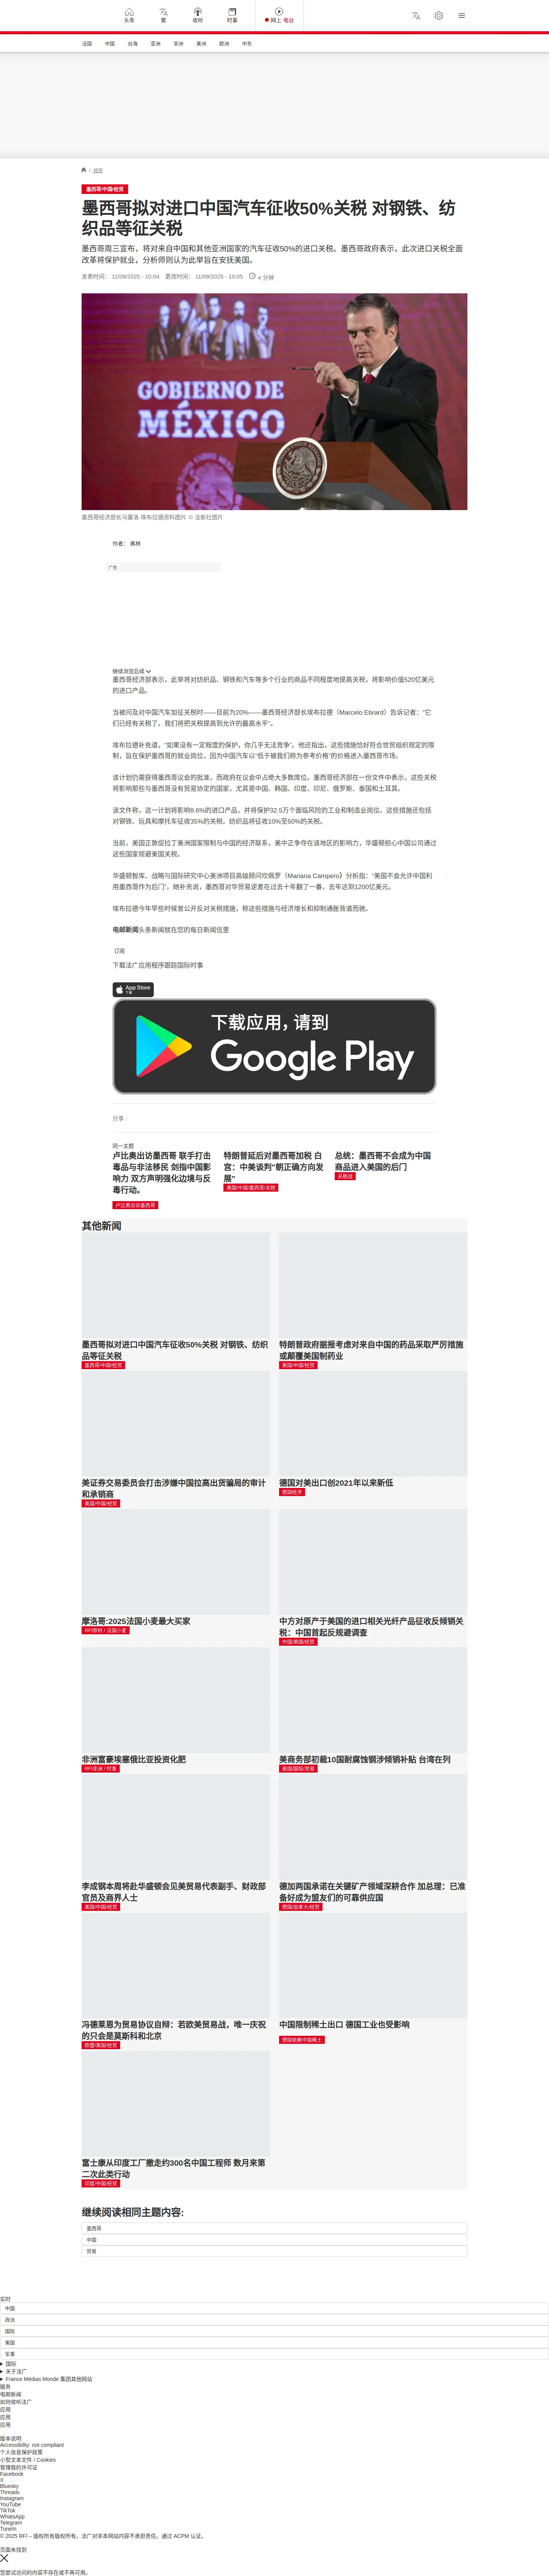 头条
繁
收听
时事
网上 电台
法国
中国
台海
亚洲
非洲
美洲
欧洲
中东
/ 经贸
墨西哥/中国/经贸
墨西哥拟对进口中国汽车征收50%关税 对钢铁、纺
织品等征关税
墨西哥周三宣布，将对来自中国和其他亚洲国家的汽车征收50%的进口关税。墨西哥政府表示，此次进口关税全面
改革将保护就业，分析师则认为此举旨在安抚美国。
发表时间： 11/09/2025 - 10:04 更改时间： 11/09/2025 - 10:05 4 分钟
GOBIERNO DE
MÉXICO
墨西哥经济部长马塞洛·埃布拉德资料图片 © 法新社图片
作者： 弗林
广告
继续浏览后续
墨西哥经济部表示，此举将对纺织品、钢铁和汽车等多个行业的商品不同程度地提高关税，将影响价值520亿美元
的进口产品。
当被问及对中国汽车加征关税时——目前为20%——墨西哥经济部长埃布拉德（Marcelo Ebrard）告诉记者：“它
们已经有关税了。我们将把关税提高到允许的最高水平”。
埃布拉德补充道，“如果没有一定程度的保护，你几乎无法竞争”。他还指出，这些措施恰好符合世贸组织规定的限
制，旨在保护墨西哥的就业岗位，因为中国汽车以“低于被我们称为参考价格”的价格进入墨西哥市场。
该计划仍需获得墨西哥议会的批准，而政府在议会中占绝大多数席位。墨西哥经济部在一份文件中表示，这些关税
将影响那些与墨西哥没有贸易协定的国家，尤其是中国、韩国、印度、印尼、俄罗斯、泰国和土耳其。
该文件称，这一计划将影响8.6%的进口产品，并将保护32.5万个面临风险的工业和制造业岗位。这些措施还包括
对钢铁、玩具和摩托车征收35%的关税。纺织品将征收10%至50%的关税。
当前，美国正敦促拉丁美洲国家限制与中国的经济联系，美中正争夺在该地区的影响力，华盛顿担心中国公司通过
这些国家规避美国关税。
华盛顿智库、战略与国际研究中心美洲项目高级顾问坎佩罗（Mariana Campero）分析指：“美国不会允许中国利
用墨西哥作为后门”。她补充说，墨西哥对华贸易逆差在过去十年翻了一番，去年达到1200亿美元。
埃布拉德今年早些时候曾公开反对关税措施，称这些措施与经济增长和抑制通胀背道而驰。
电邮新闻头条新闻就在您的每日新闻信里
订阅
下载法广应用程序跟踪国际时事
App Store
下载
下载应用，请到
Google Play
分享 :
同一主题
卢比奥出访墨西哥 联手打击
毒品与非法移民 剑指中国影
响力 双方声明强化边境与反
毒行动。
卢比奥出访墨西哥
特朗普延后对墨西哥加税 白
宫：中美谈判“朝正确方向发
展”
美国/中国/墨西哥/关税
总统：墨西哥不会成为中国
商品进入美国的后门
关税战
其他新闻
墨西哥拟对进口中国汽车征收50%关税 对钢铁、纺织
品等征关税
墨西哥/中国/经贸
特朗普政府据报考虑对来自中国的药品采取严厉措施
或颠覆美国制药业
美国/中国/经贸
美证券交易委员会打击涉嫌中国拉高出货骗局的审计
和承销商
美国/中国/经贸
德国对美出口创2021年以来新低
德国经济
摩洛哥:2025法国小麦最大买家
RFI原材 / 法国小麦
中方对原产于美国的进口相关光纤产品征收反倾销关
税：中国首起反规避调查
中国/美国/经贸
非洲富豪埃塞俄比亚投资化肥
RFI非洲 / 时事
美商务部初裁10国耐腐蚀钢涉倾销补贴 台湾在列
美国/国际/贸易
李成钢本周将赴华盛顿会见美贸易代表副手、财政部
官员及商界人士
美国/中国/经贸
德加两国承诺在关键矿产领域深耕合作 加总理：已准
备好成为盟友们的可靠供应国
德国/加拿大/经贸
冯德莱恩为贸易协议自辩：若欧美贸易战，唯一庆祝
的只会是莫斯科和北京
欧盟/美国/经贸
中国限制稀土出口 德国工业也受影响
德国依赖中国稀土
富士康从印度工厂撤走约300名中国工程师 数月来第
二次此类行动
印度/中国/经贸
继续阅读相同主题内容:
墨西哥
中国
贸易
实时
中国
政治
国际
美国
军事
国际
关于法广
France Médias Monde 集团其他网站
服务
电邮新闻
如何收听法广
应用
应用
应用
版本说明
Accessibility: not compliant
个人信息保护政策
小型文本文件 / Cookies
管理我的许可证
Facebook
X
Bluesky
Threads
Instagram
YouTube
TikTok
WhatsApp
Telegram
TuneIn
© 2025 RFI – 版权所有版权所有。法广对非本网站内容不承担责任。通过 ACPM 认证。
页面未找到
您尝试访问的内容不存在或不再可用。